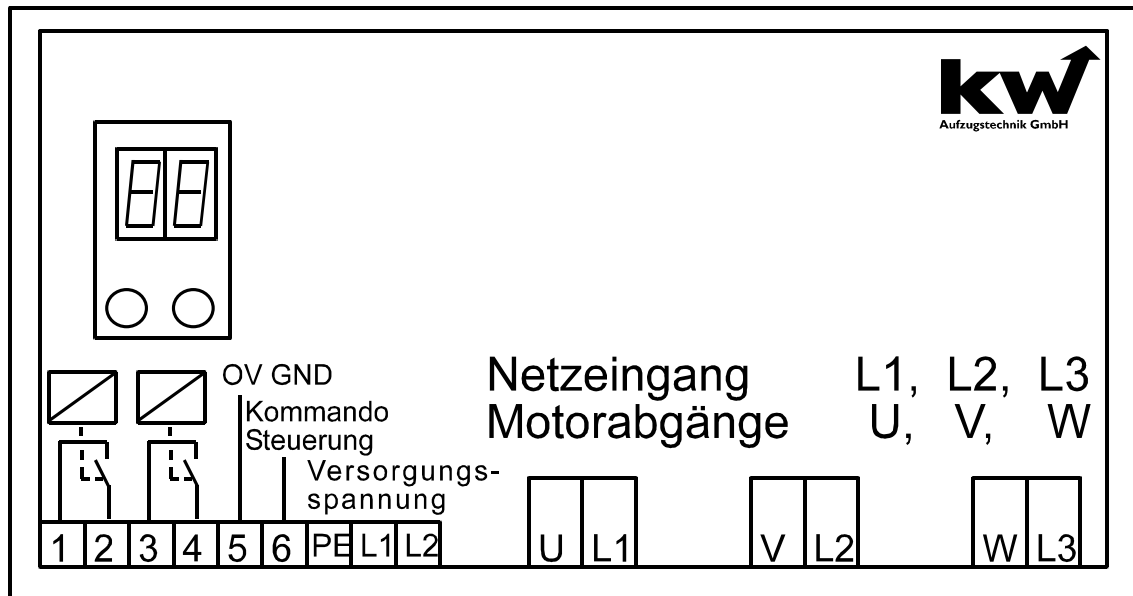 kw
Aufzugstechnik GmbH
88
OV GND
Kommando
Steuerung
Versorgungs-
spannung
Netzeingang L1, L2, L3
Motorabgänge U, V, W
1 2 3 4 5 6 PE L1 L2 U L1 V L2 W L3